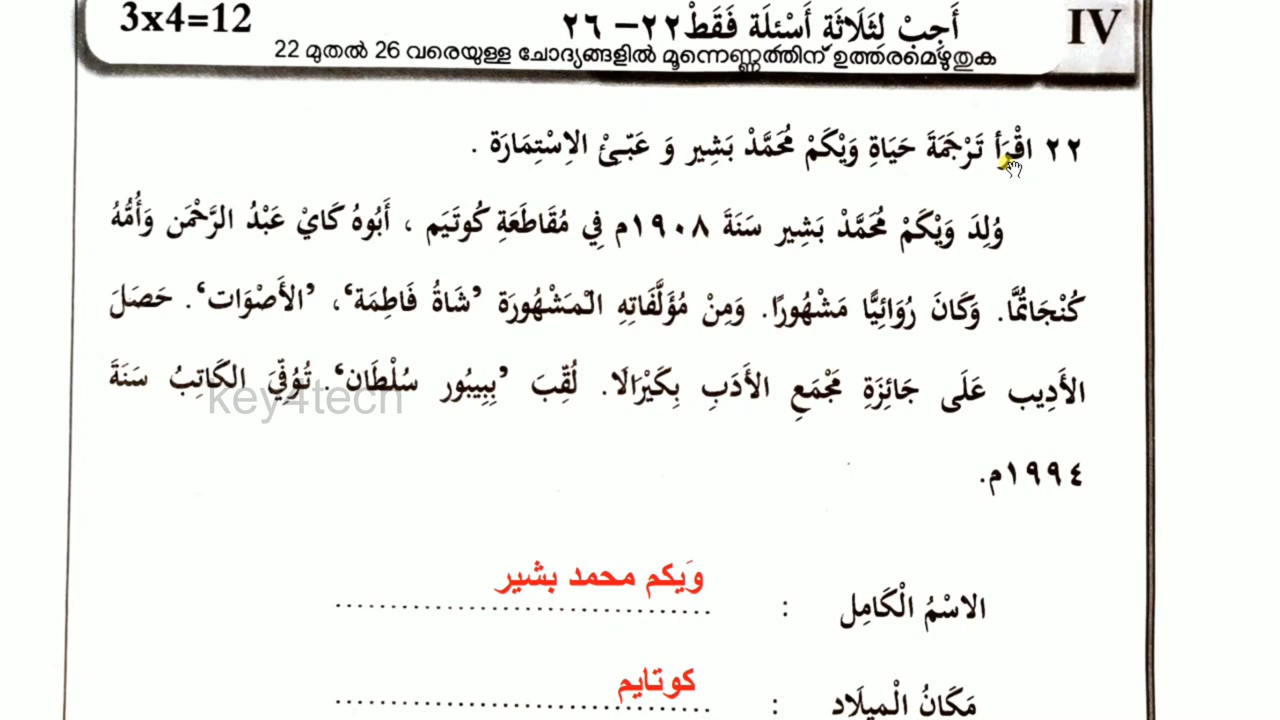 IV أَجِبْ لِثَلَاثَةِ أَسْئِلَة فَقَطْ ٢٢– ٢٦ 3x4=12
22 മുതൽ 26 വരെയുള്ള ചോദ്യങ്ങളിൽ മൂന്നെണ്ണത്തിന് ഉത്തരമെഴുതുക
٢٢ اقْرَأ تَرْجَمَةَ حَيَاةِ وَيْكَمْ مُحَمَّدْ بَشِير وَ عَبّئْ الاِسْتِمَارَة .
وُلِدَ وَيْكَمْ مُحَمَّدْ بَشِير سَنَةَ ١٩٠٨م فِي مُقَاطَعَةِ كُوتَيَم ، أَبُوهُ كَايْ عَبْدُ الرَّحْمَن وَأُمُّهُ
كُنْجَاتُمَّا. وَكَانَ رُوَائِيًّا مَشْهُورًا. وَمِنْ مُؤَلَّفَاتِهِ الْمَشْهُورَة ’شَاةُ فَاطِمَة‘، ’الأَصْوَات‘. حَصَلَ
الأَدِيب عَلَى جَائِزَةِ مَجْمَعِ الأَدَبِ بِكَيْرَالَا. لُقِّبَ ’بِبِيبُور سُلْطَان‘. تُوُفِّيَ الكَاتِبُ سَنَةَ
key4tech
١٩٩٤م.
الاسْمُ الْكَامِل : وَيكم محمد بشير
مَكَانُ الْمِيلَاد : كوتايم